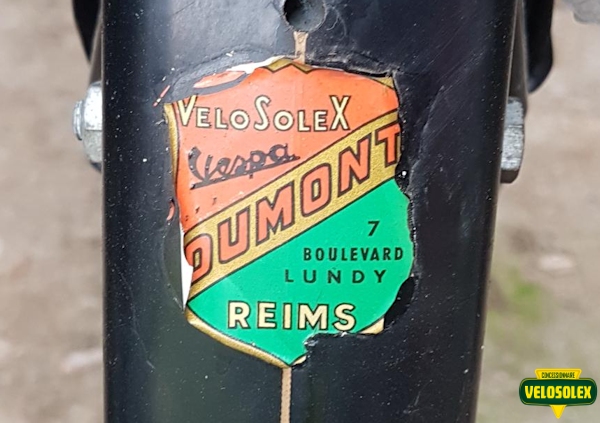 VELOSOLEX
Vespa
DUMONT
7
BOULEVARD
LUNDY
REIMS
CONCESSIONNAIRE
VELOSOLEX